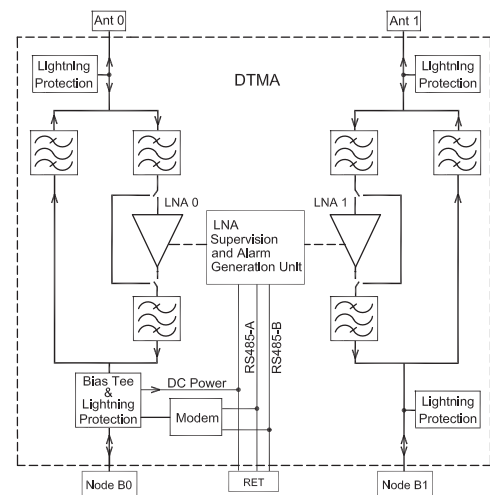 Ant 0
Ant 1
Lightning
Protection
DTMA
Lightning
Protection
LNA 0
LNA 1
LNA
Supervision
and Alarm
Generation Unit
RS485-A
RS485-B
Bias Tee
&
Lightning
Protection
DC Power
Modem
Lightning
Protection
Node B0
RET
Node B1